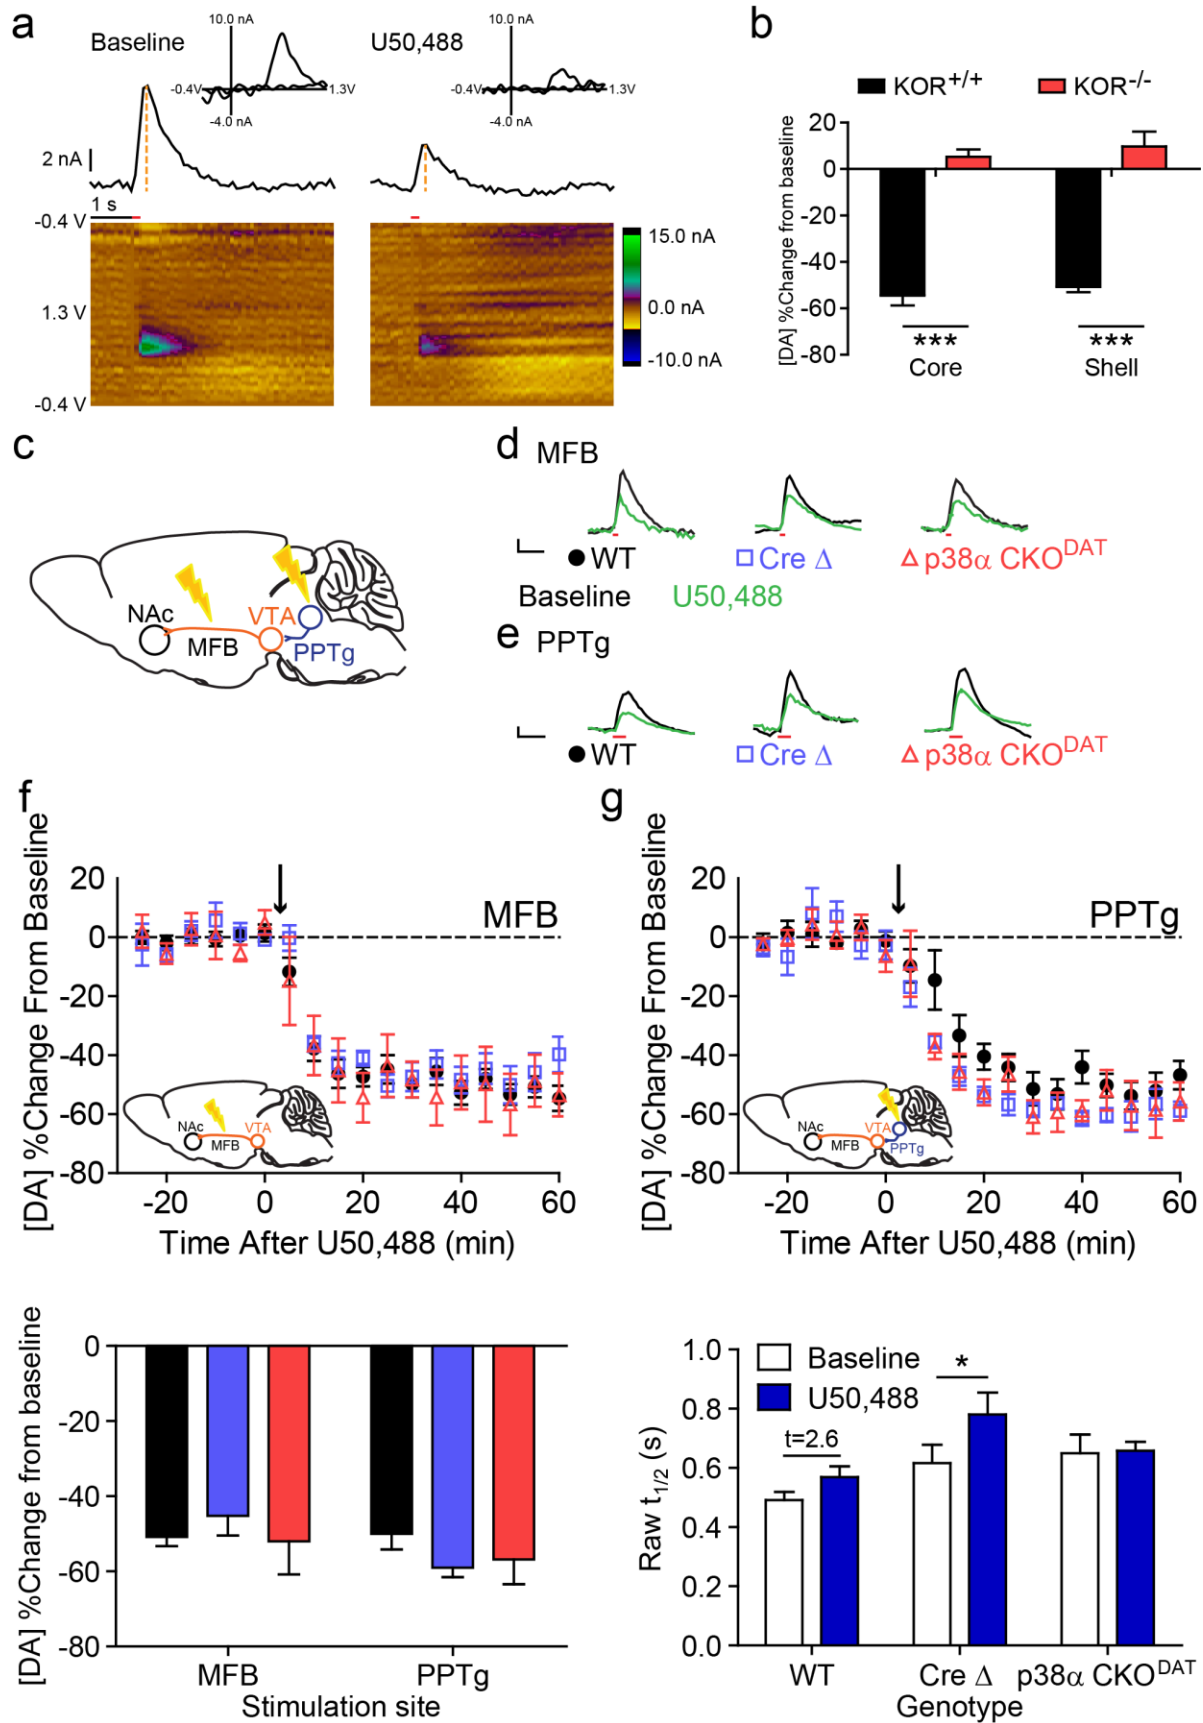 a
Baseline
10.0 nA
-0.4V
1.3V
-4.0 nA
U50,488
10.0 nA
-0.4V
1.3V
-4.0 nA
2 nA
1 s
-0.4 V
1.3 V
-0.4 V
15.0 nA
0.0 nA
-10.0 nA
b
KOR+/+ KOR-/-
[DA] %Change from baseline
20
0
-20
-40
-60
-80
*** ***
Core Shell
c
NAc
MFB
VTA
PPTg
d
MFB
WT Cre Δ p38α CKO^DAT
Baseline U50,488
e
PPTg
WT Cre Δ p38α CKO^DAT
f
[DA] %Change From Baseline
20
0
-20
-40
-60
-80
MFB
NAc
MFB
VTA
-20 0 20 40 60
Time After U50,488 (min)
g
[DA] %Change From Baseline
20
0
-20
-40
-60
-80
PPTg
NAc
MFB
VTA
PPTg
-20 0 20 40 60
Time After U50,488 (min)
[DA] %Change from baseline
0
-20
-40
-60
-80
MFB PPTg
Stimulation site
Raw t1/2 (s)
1.0
0.8
0.6
0.4
0.2
0.0
Baseline
U50,488
t=2.6
*
WT Cre Δ p38α CKO^DAT
Genotype